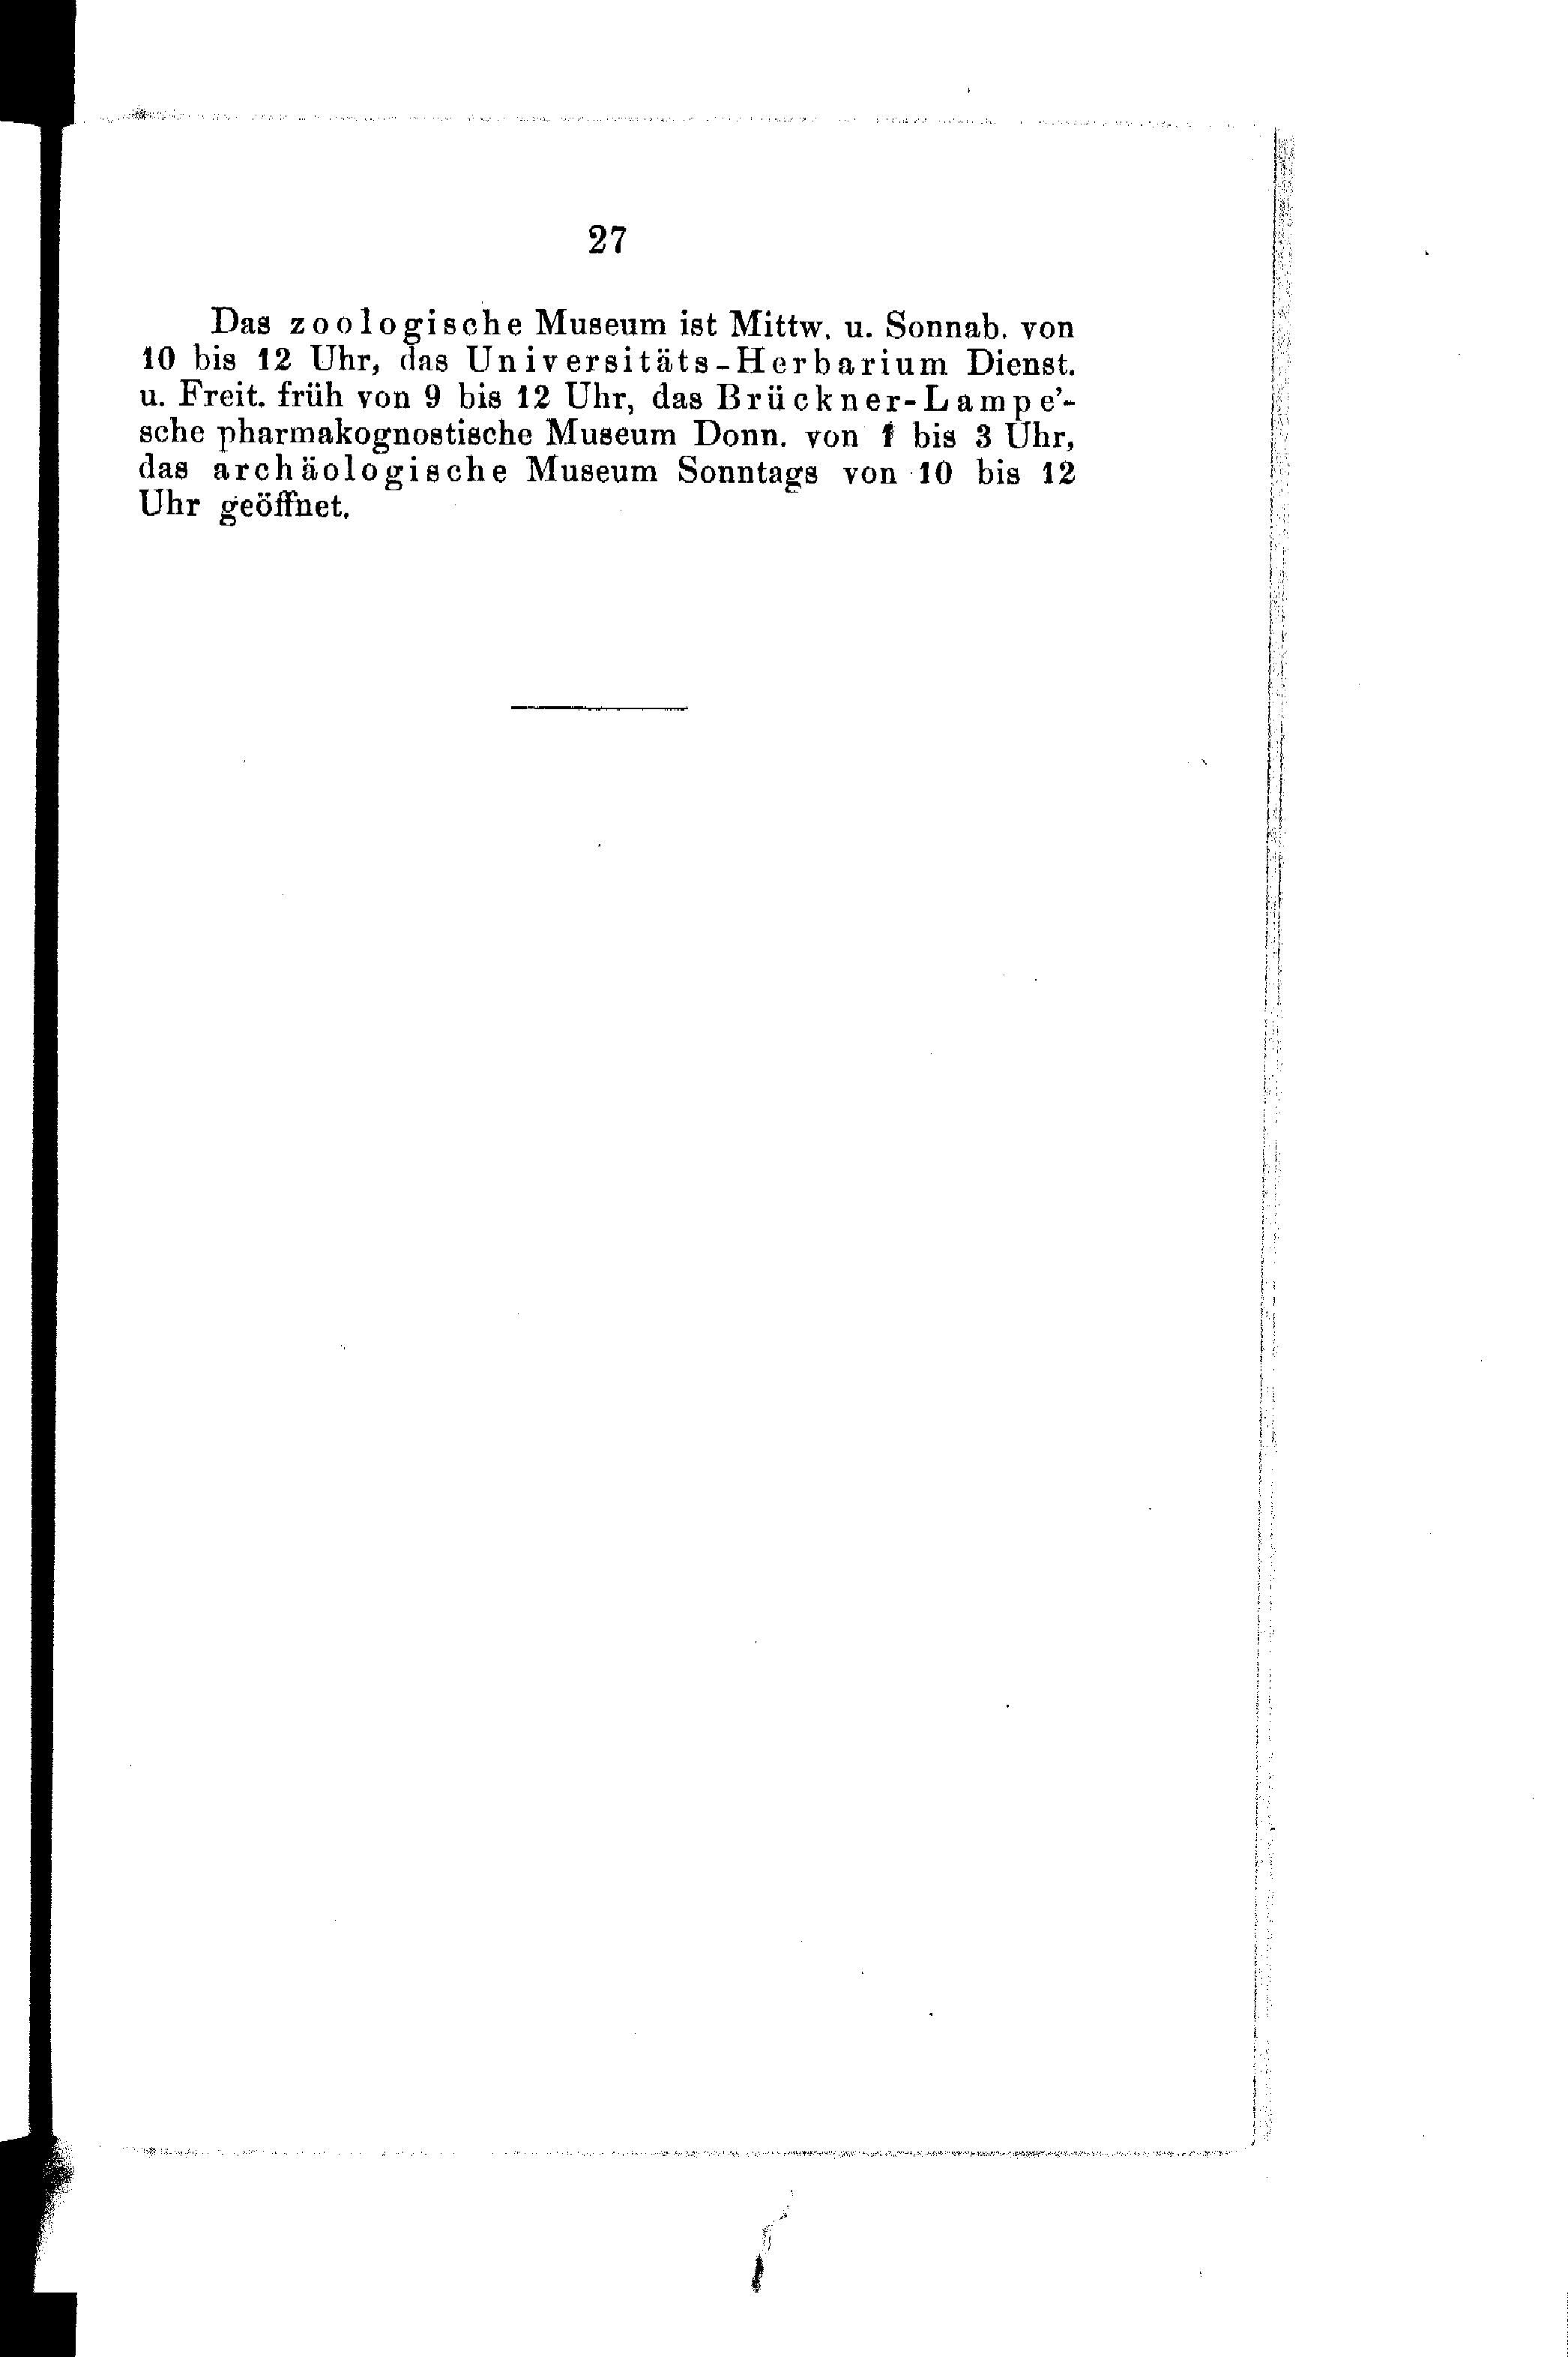 27
Das zoologische Museum ist Mittw. u. Sonnab. von
10 bis 12 Uhr, das Universitäts-Herbarium Dienst.
u. Freit. früh von 9 bis 12 Uhr, das Brückner-Lampe'-
sche pharmakognostische Museum Donn. von 1 bis 3 Uhr,
das archäologische Museum Sonntags von 10 bis 12
Uhr geöffnet.